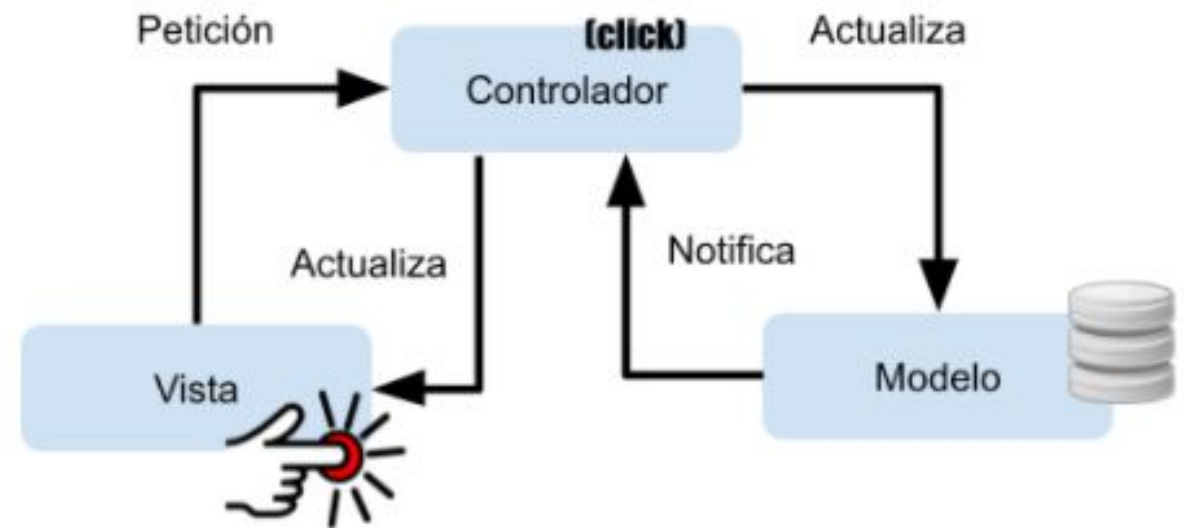 Petición
(click)
Actualiza
Controlador
Actualiza
Notifica
Vista
Modelo